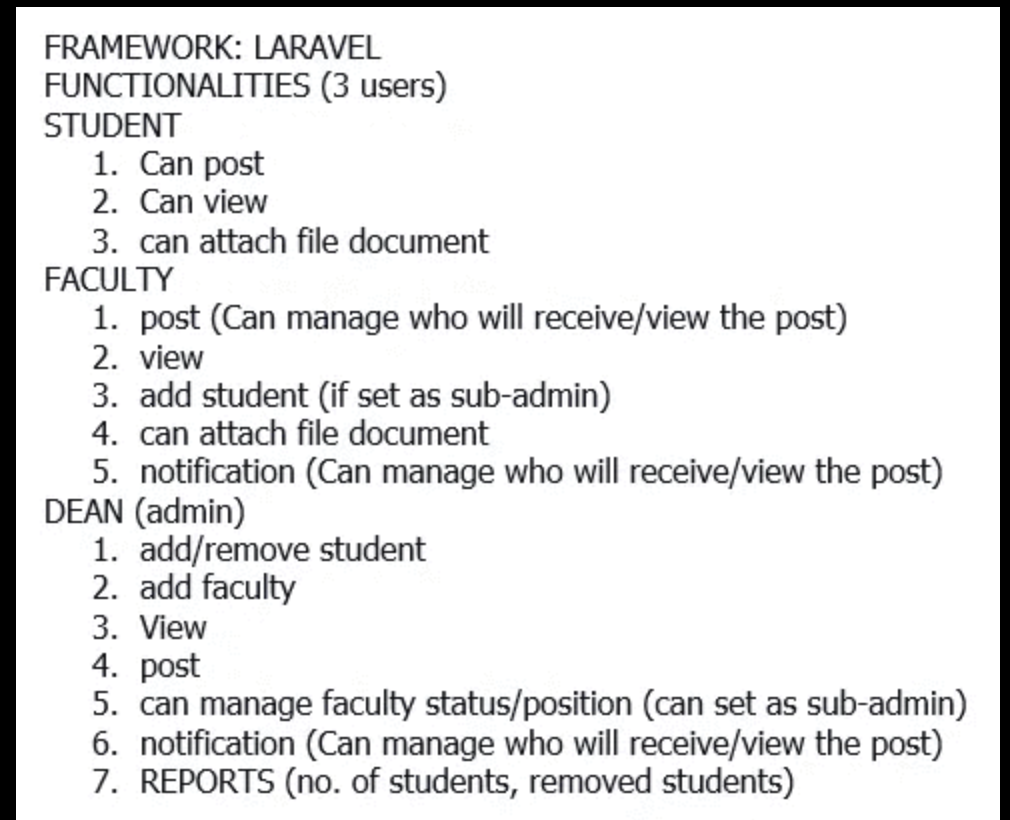 FRAMEWORK: LARAVEL
FUNCTIONALITIES (3 users)
STUDENT
1. Can post
2. Can view
3. can attach file document
FACULTY
1. post (Can manage who will receive/view the post)
2. view
3. add student (if set as sub-admin)
4. can attach file document
5. notification (Can manage who will receive/view the post)
DEAN (admin)
1. add/remove student
2. add faculty
3. View
4. post
5. can manage faculty status/position (can set as sub-admin)
6. notification (Can manage who will receive/view the post)
7. REPORTS (no. of students, removed students)